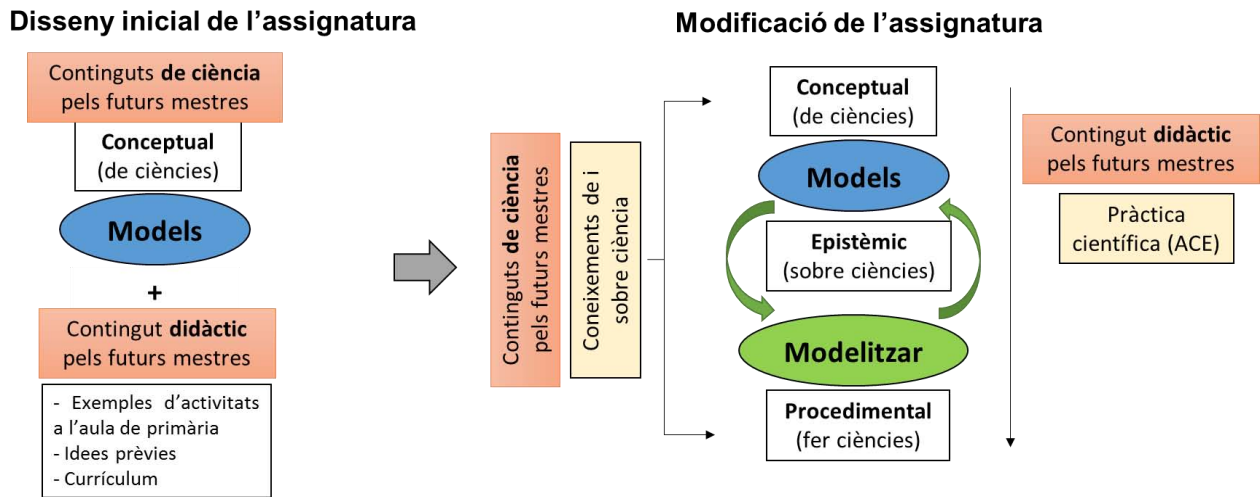 Disseny inicial de l’assignatura
Continguts de ciència
pels futurs mestres
Conceptual
(de ciències)
Models
+
Contingut didàctic
pels futurs mestres
- Exemples d’activitats
a l’aula de primària
- Idees prèvies
- Currículum
Modificació de l’assignatura
Continguts de ciència
pels futurs mestres
Coneixements de i
sobre ciència
Conceptual
(de ciències)
Models
Epistèmic
(sobre ciències)
Modelitzar
Procedimental
(fer ciències)
Contingut didàctic
pels futurs mestres
Pràctica
científica (ACE)